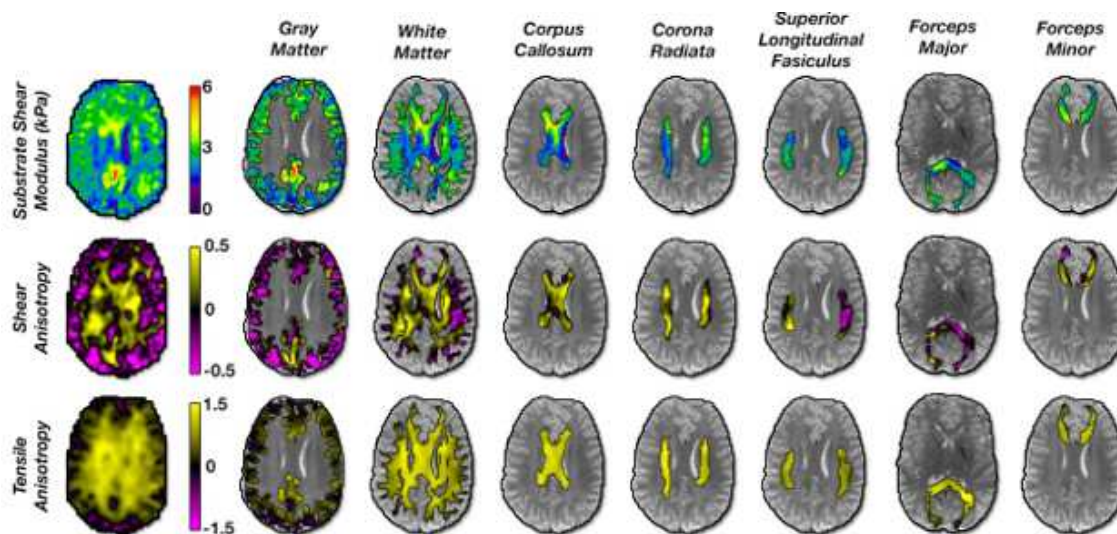 Gray
Matter
White
Matter
Corpus
Callosum
Corona
Radiata
Superior
Longitudinal
Fasiculus
Forceps
Major
Forceps
Minor
Substrate Shear
Modulus (kPa)
6
3
0
Shear
Anisotropy
0.5
0
-0.5
Tensile
Anisotropy
1.5
0
-1.5